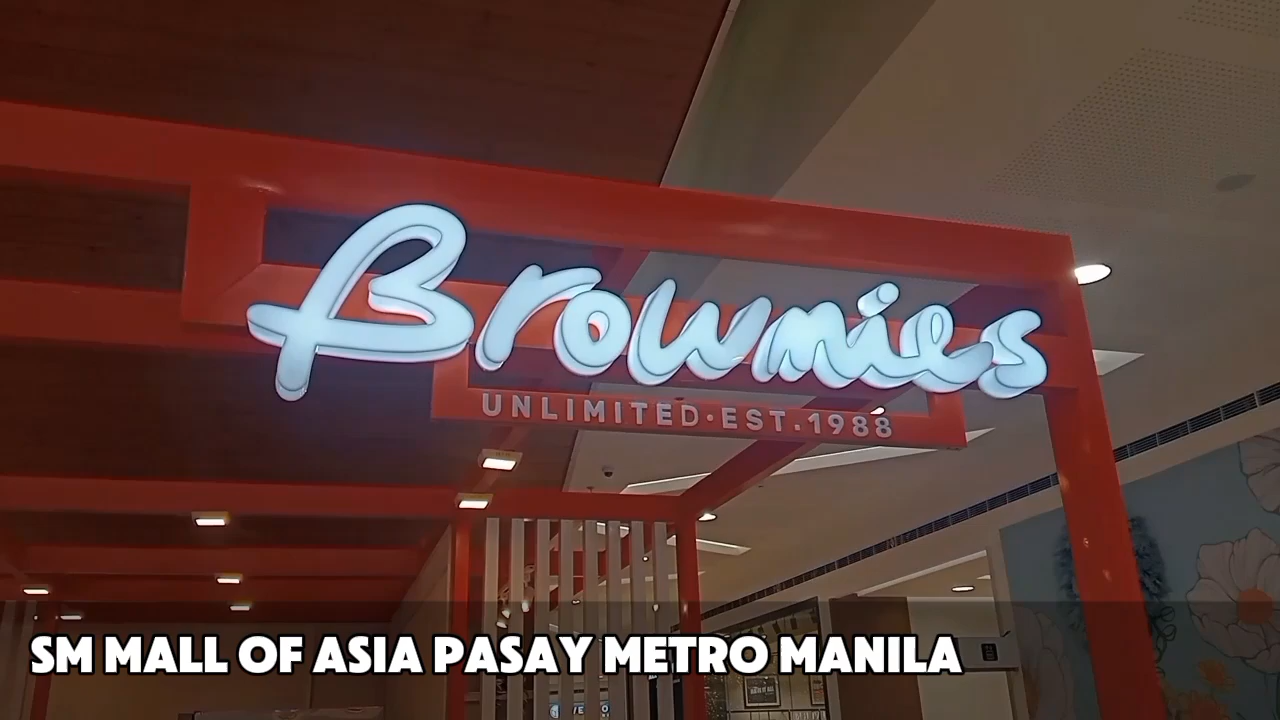 Brownies
UNLIMITED·EST.1988
SM MALL OF ASIA PASAY METRO MANILA